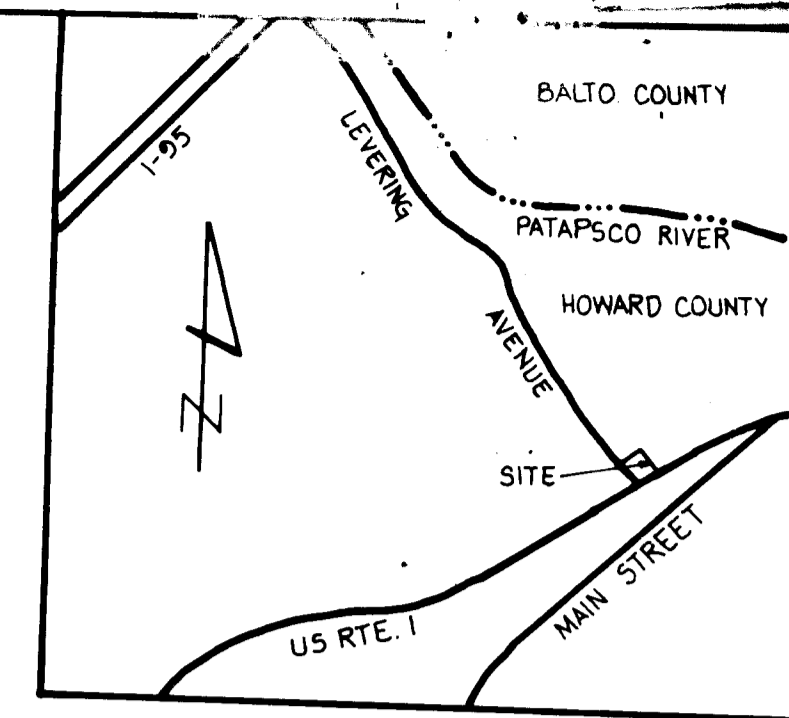 BALTO. COUNTY
I-95
LEVERING
PATAPSCO RIVER
HOWARD COUNTY
AVENUE
N
SITE
MAIN STREET
US RTE. 1